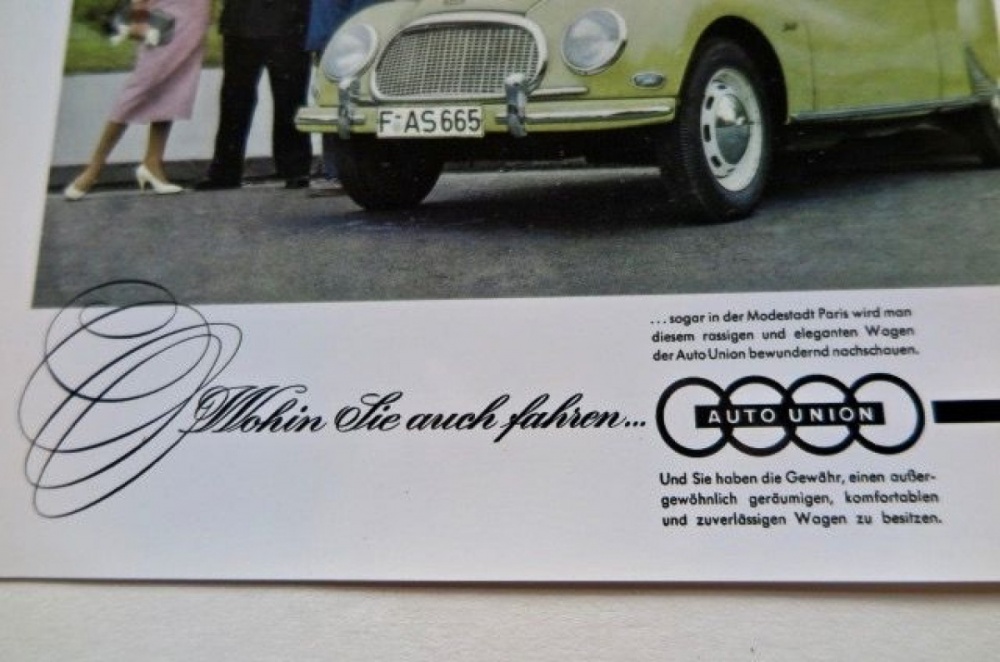 F-AS 665
...sogar in der Modestadt Paris wird man
diesem rassigen und eleganten Wagen
der Auto Union bewundernd nachschauen.
Wohin Sie auch fahren...
AUTO UNION
Und Sie haben die Gewähr, einen außer-
gewöhnlich geräumigen, komfortablen
und zuverlässigen Wagen zu besitzen.